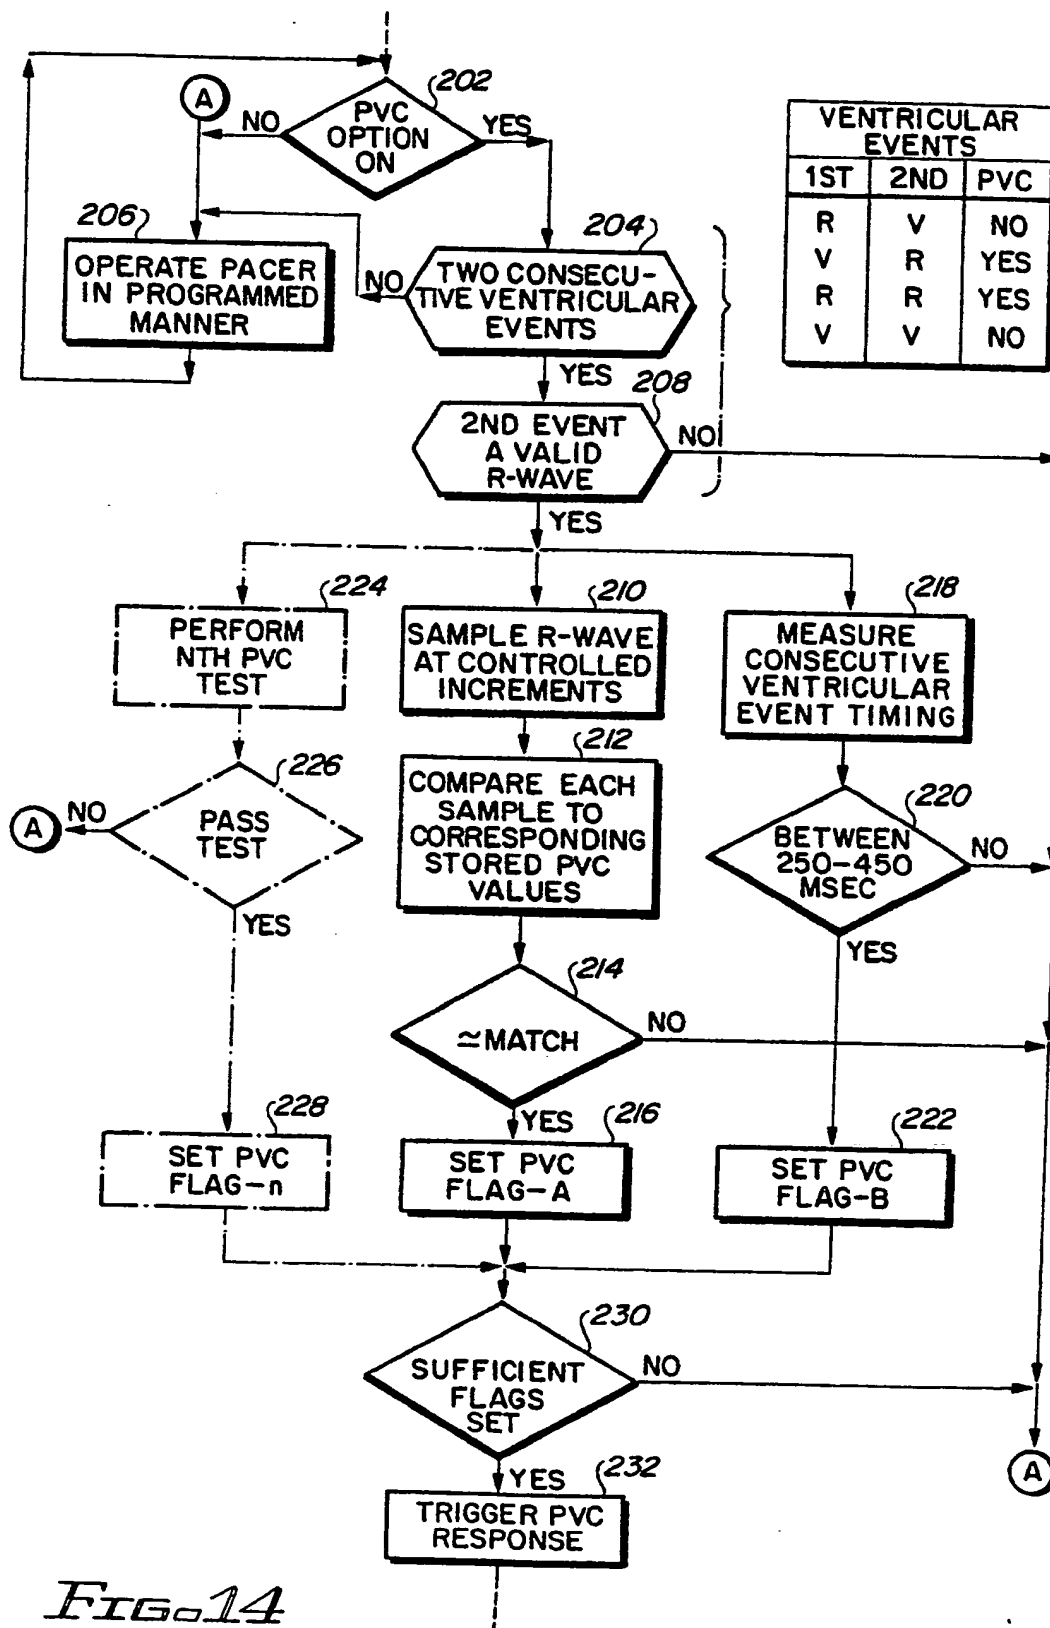 202
A
NO
PVC
OPTION
ON
YES
VENTRICULAR
EVENTS
1ST 2ND PVC
R V NO
V R YES
R R YES
V V NO
206
OPERATE PACER
IN PROGRAMMED
MANNER
204
NO
TWO CONSECU-
TIVE VENTRICULAR
EVENTS
YES
208
2ND EVENT
A VALID
R-WAVE
NO
YES
224
PERFORM
NTH PVC
TEST
210
SAMPLE R-WAVE
AT CONTROLLED
INCREMENTS
218
MEASURE
CONSECUTIVE
VENTRICULAR
EVENT TIMING
226
A
NO
PASS
TEST
YES
212
COMPARE EACH
SAMPLE TO
CORRESPONDING
STORED PVC
VALUES
220
BETWEEN
250-450
MSEC
NO
YES
214
≃MATCH
NO
YES
228
SET PVC
FLAG-n
216
SET PVC
FLAG-A
222
SET PVC
FLAG-B
230
SUFFICIENT
FLAGS
SET
NO
A
YES
232
TRIGGER PVC
RESPONSE
FIG. 14